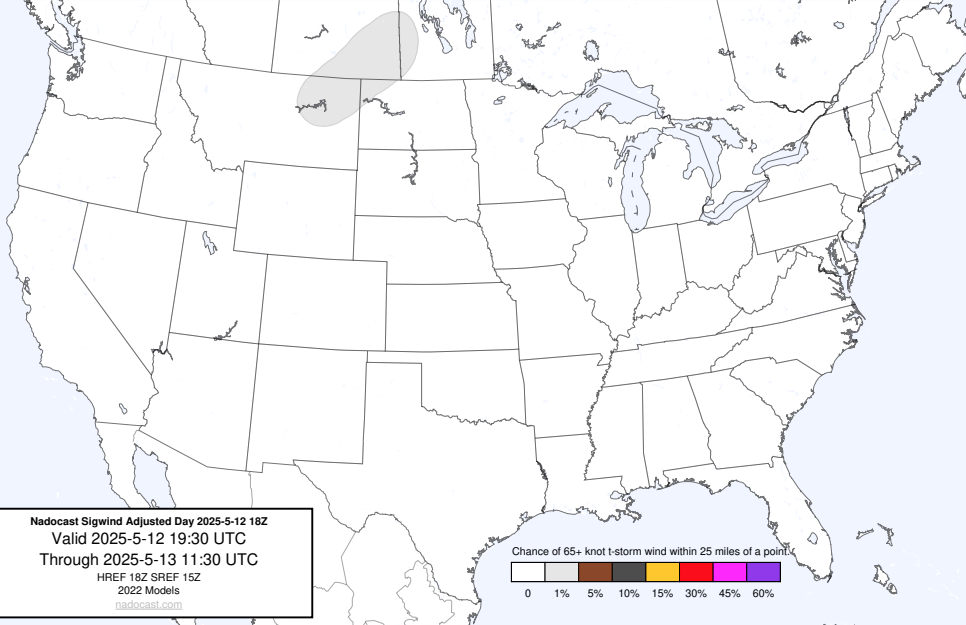 Nadocast Sigwind Adjusted Day 2025-5-12 18Z
Valid 2025-5-12 19:30 UTC
Through 2025-5-13 11:30 UTC
HREF 18Z SREF 15Z
2022 Models
nadocast.com
Chance of 65+ knot t-storm wind within 25 miles of a point.
0 1% 5% 10% 15% 30% 45% 60%